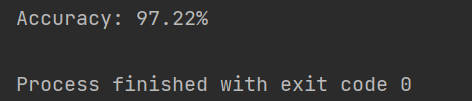 Accuracy: 97.22%
Process finished with exit code 0